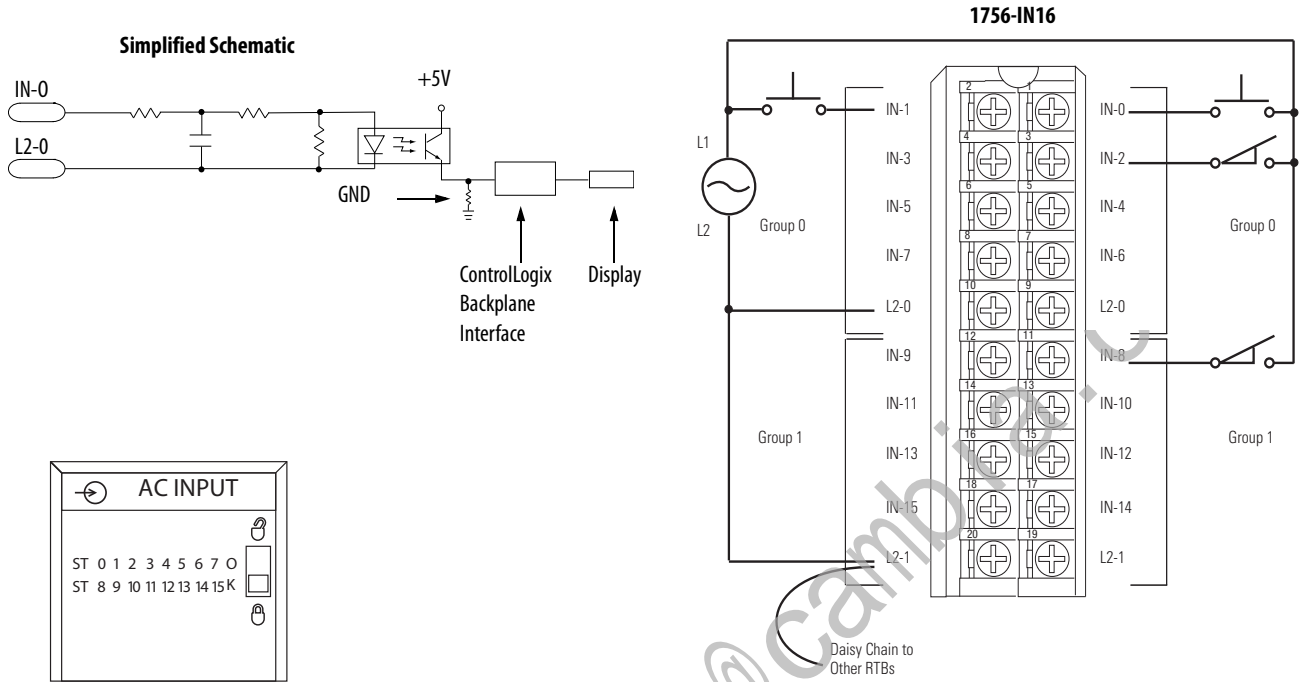 1756-IN16
Simplified Schematic
IN-0
L2-0
+5V
GND
ControlLogix
Backplane
Interface
Display
L1
L2
Group 0
Group 1
IN-1
IN-3
IN-5
IN-7
L2-0
IN-9
IN-11
IN-13
IN-15
L2-1
2 1
4 3
6 5
8 7
10 9
12 11
14 13
16 15
18 17
20 19
IN-0
IN-2
IN-4
IN-6
L2-0
IN-8
IN-10
IN-12
IN-14
L2-1
Group 0
Group 1
Daisy Chain to
Other RTBs
AC INPUT
ST 0 1 2 3 4 5 6 7 O
ST 8 9 10 11 12 13 14 15 K
@cambia.c